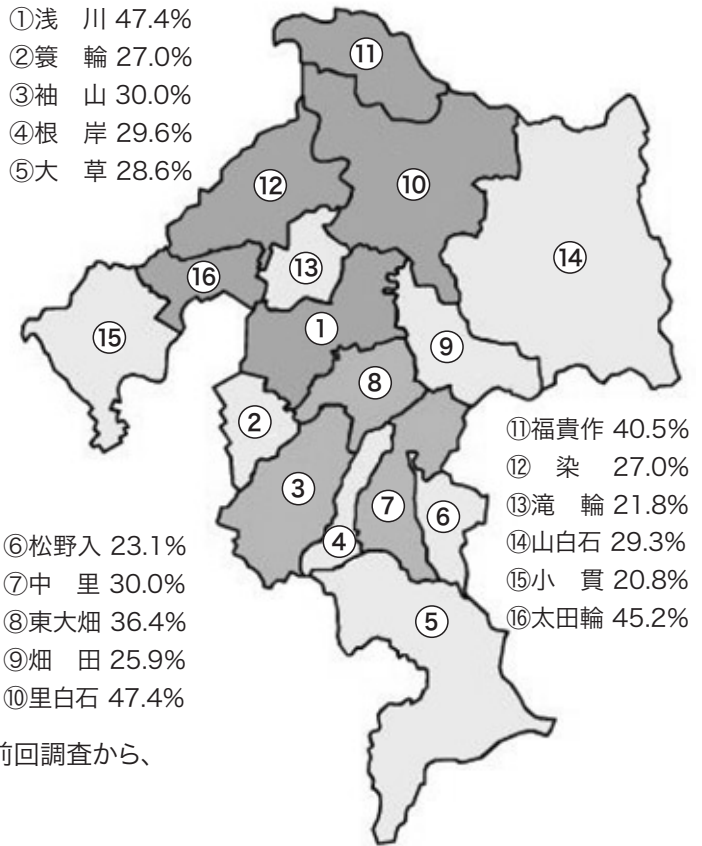 ①浅　川 47.4%
②簑　輪 27.0%
③袖　山 30.0%
④根　岸 29.6%
⑤大　草 28.6%
⑪
⑫
⑩
⑬
⑯
⑭
⑮
①
⑨
⑧
②
③
⑦
⑥
④
⑤
⑪福貴作 40.5%
⑫　染　 27.0%
⑬滝　輪 21.8%
⑭山白石 29.3%
⑮小　貫 20.8%
⑯太田輪 45.2%
⑥松野入 23.1%
⑦中　里 30.0%
⑧東大畑 36.4%
⑨畑　田 25.9%
⑩里白石 47.4%
前回調査から、